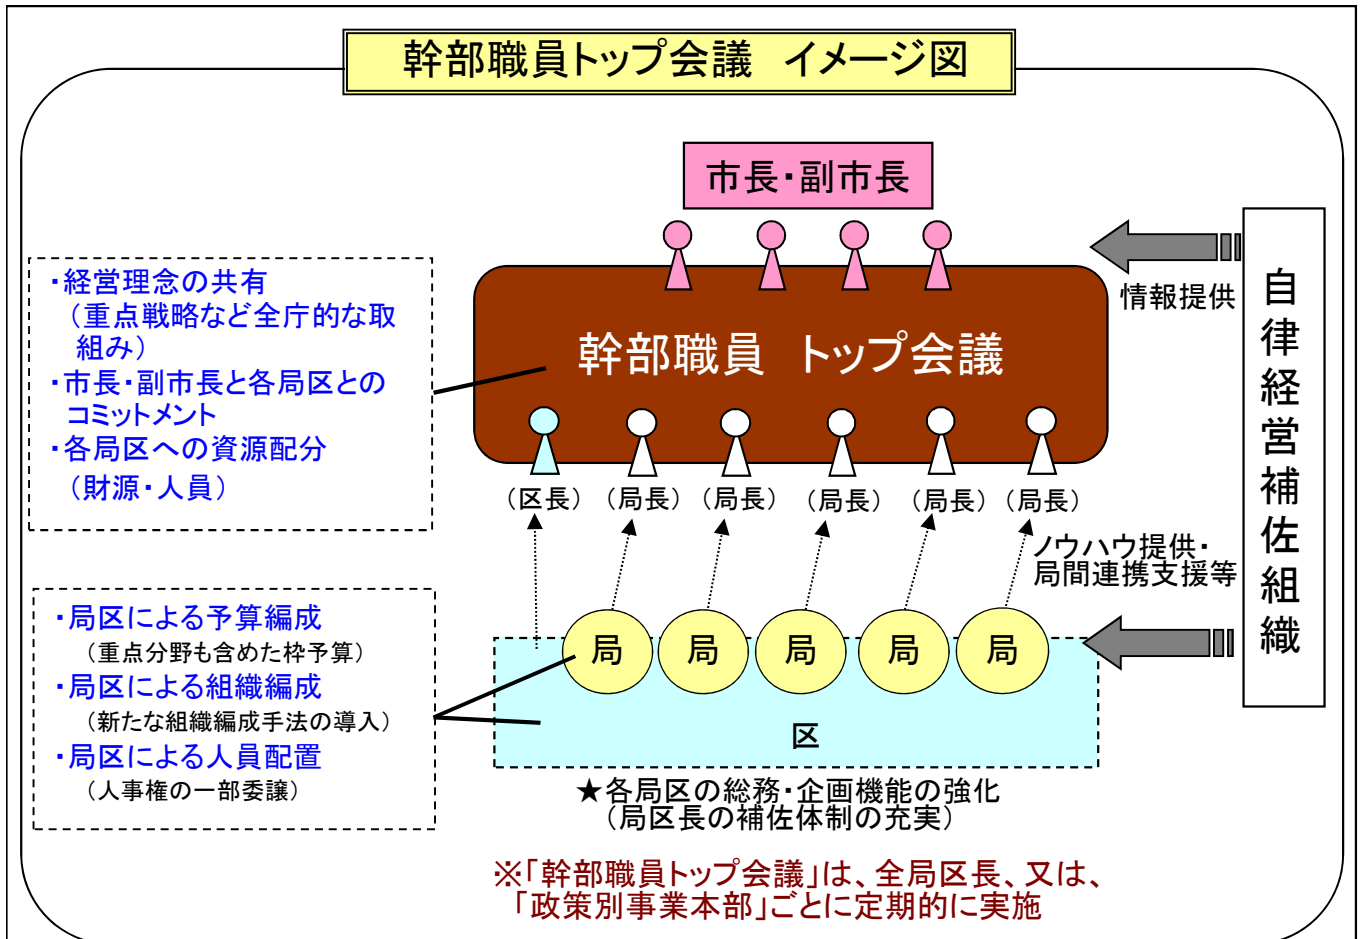 幹部職員トップ会議　イメージ図
市長・副市長
・経営理念の共有
（重点戦略など全庁的な取
組み）
・市長・副市長と各局区との
コミットメント
・各局区への資源配分
（財源・人員）
幹部職員　トップ会議
情報提供
自律経営補佐組織
（区長）
（局長）
（局長）
（局長）
（局長）
（局長）
ノウハウ提供・
局間連携支援等
・局区による予算編成
（重点分野も含めた枠予算）
・局区による組織編成
（新たな組織編成手法の導入）
・局区による人員配置
（人事権の一部委譲）
局
局
局
局
局
区
★各局区の総務・企画機能の強化
（局区長の補佐体制の充実）
※「幹部職員トップ会議」は、全局区長、又は、
「政策別事業本部」ごとに定期的に実施